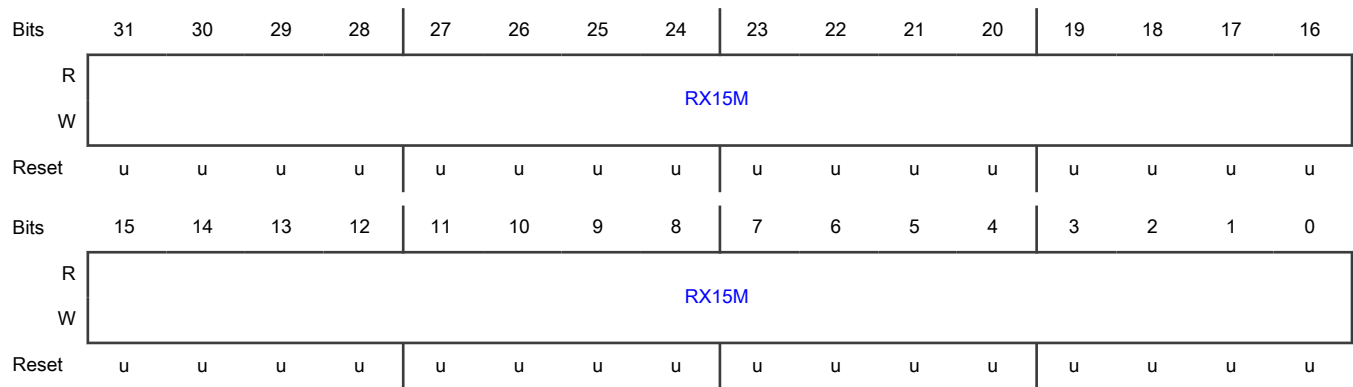 Bits 31 30 29 28 27 26 25 24 23 22 21 20 19 18 17 16
R
RX15M
W
Reset u u u u u u u u u u u u u u u u
Bits 15 14 13 12 11 10 9 8 7 6 5 4 3 2 1 0
R
RX15M
W
Reset u u u u u u u u u u u u u u u u